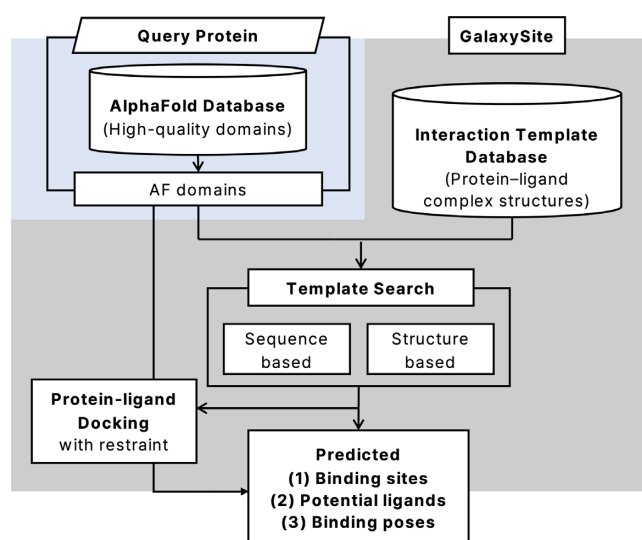 Query Protein
GalaxySite
AlphaFold Database
(High-quality domains)
Interaction Template
Database
(Protein–ligand
complex structures)
AF domains
Template Search
Sequence
based
Structure
based
Protein-ligand
Docking
with restraint
Predicted
(1) Binding sites
(2) Potential ligands
(3) Binding poses